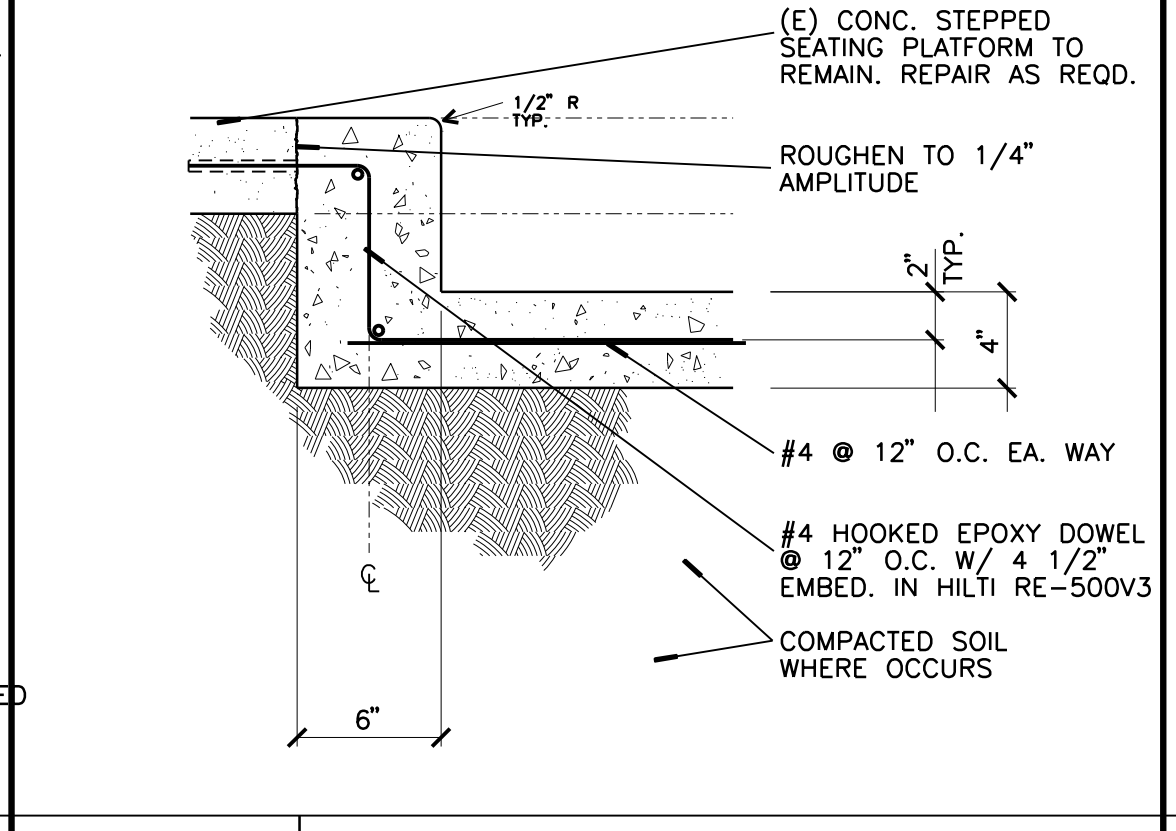 (E) CONC. STEPPED
SEATING PLATFORM TO
REMAIN. REPAIR AS REQD.
1/2" R
TYP.
ROUGHEN TO 1/4"
AMPLITUDE
2"
TYP.
4"
#4 @ 12" O.C. EA. WAY
#4 HOOKED EPOXY DOWEL
@ 12" O.C. W/ 4 1/2"
EMBED. IN HILTI RE-500V3
℄
COMPACTED SOIL
WHERE OCCURS
ED
6"